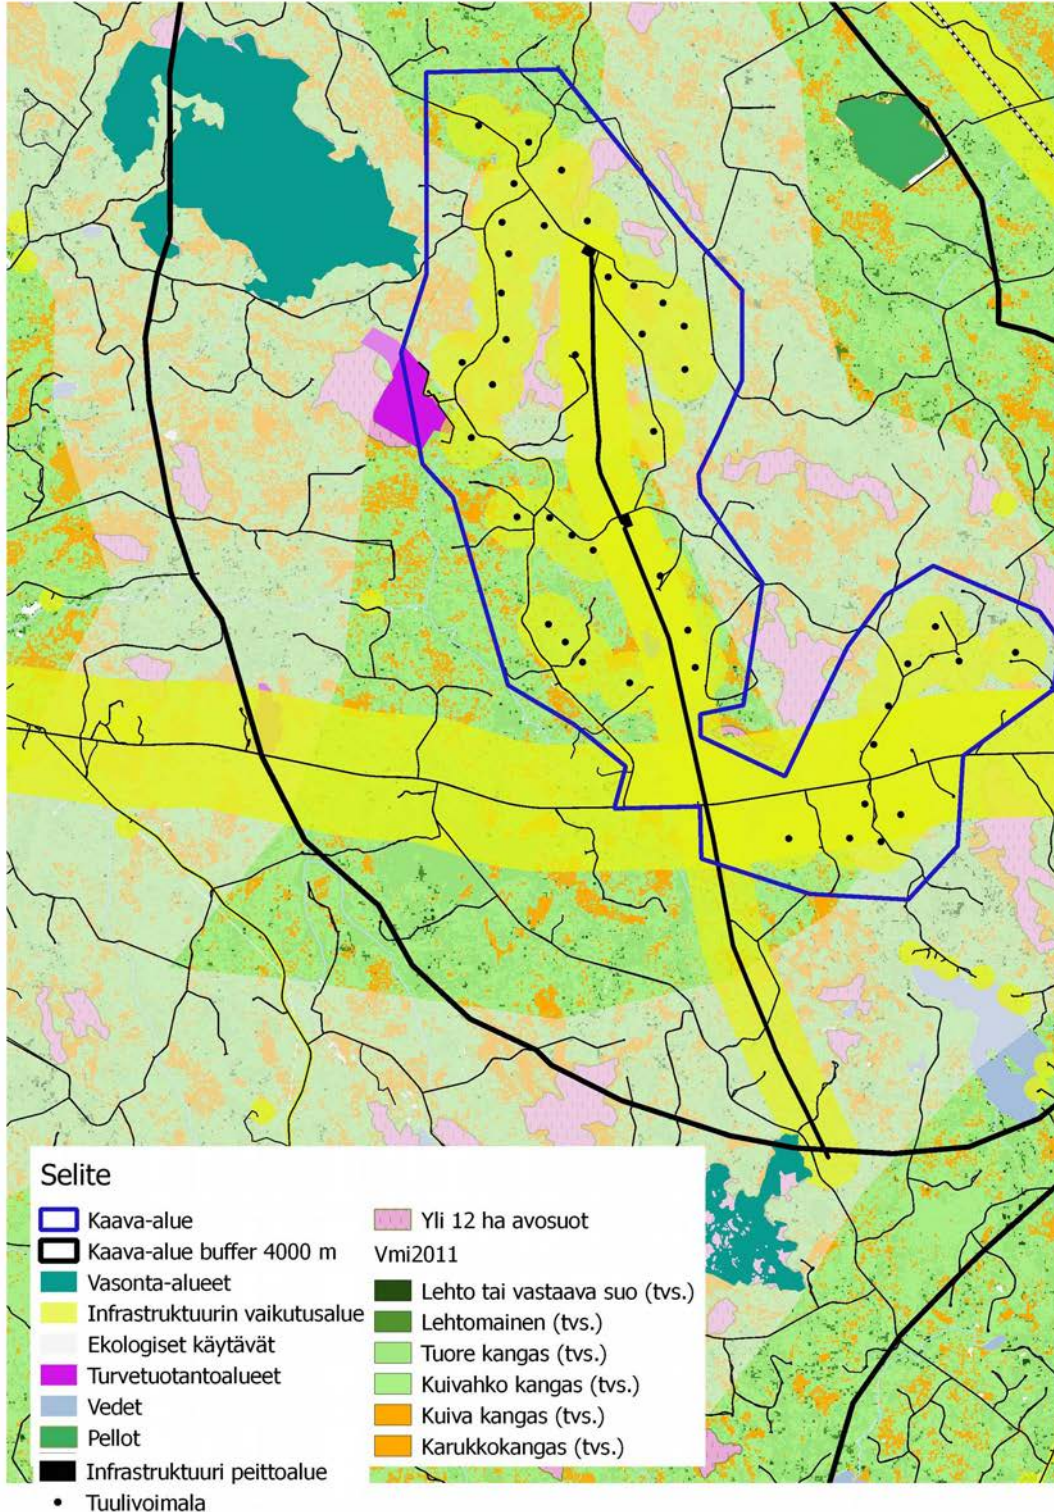 Selite
Kaava-alue
Kaava-alue buffer 4000 m
Vasonta-alueet
Infrastruktuurin vaikutusalue
Ekologiset käytävät
Turvetuotantoalueet
Vedet
Pellot
Infrastruktuuri peittoalue
Tuulivoimala
Yli 12 ha avosuot
Vmi2011
Lehto tai vastaava suo (tvs.)
Lehtomainen (tvs.)
Tuore kangas (tvs.)
Kuivahko kangas (tvs.)
Kuiva kangas (tvs.)
Karukkokangas (tvs.)